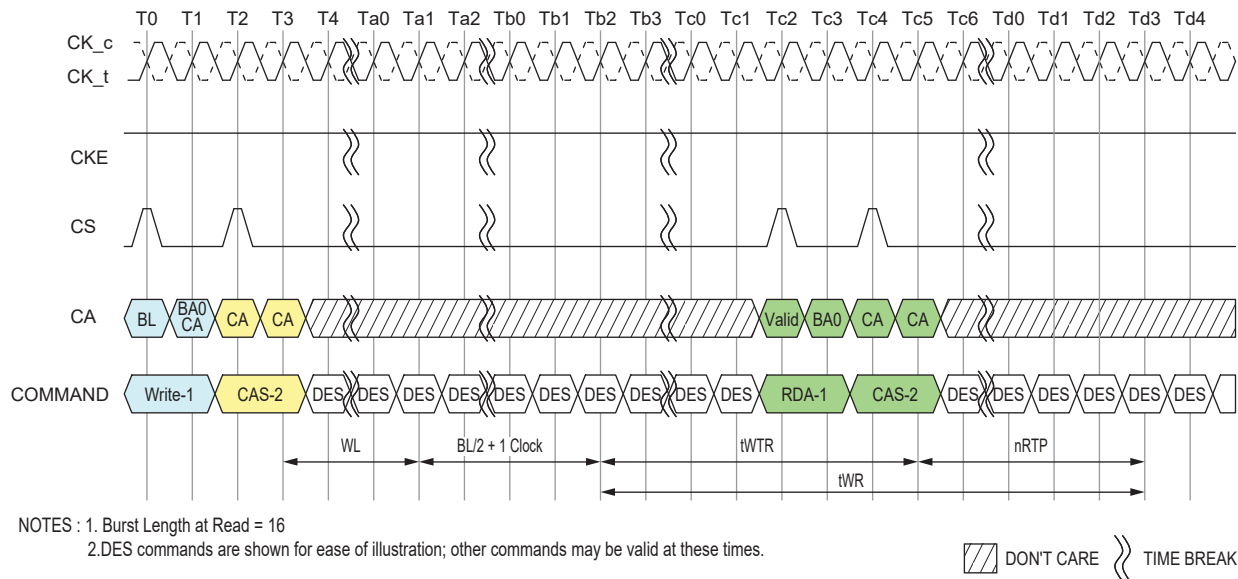 T0 T1 T2 T3 T4 Ta0 Ta1 Ta2 Tb0 Tb1 Tb2 Tb3 Tc0 Tc1 Tc2 Tc3 Tc4 Tc5 Tc6 Td0 Td1 Td2 Td3 Td4
CK_c
CK_t
CKE
CS
CA BL BA0 CA CA CA Valid BA0 CA CA
COMMAND Write-1 CAS-2 DES DES DES DES DES DES DES DES DES DES RDA-1 CAS-2 DES DES DES DES DES DES
WL BL/2 + 1 Clock tWTR nRTP
tWR
NOTES : 1. Burst Length at Read = 16
2.DES commands are shown for ease of illustration; other commands may be valid at these times.
DON'T CARE TIME BREAK